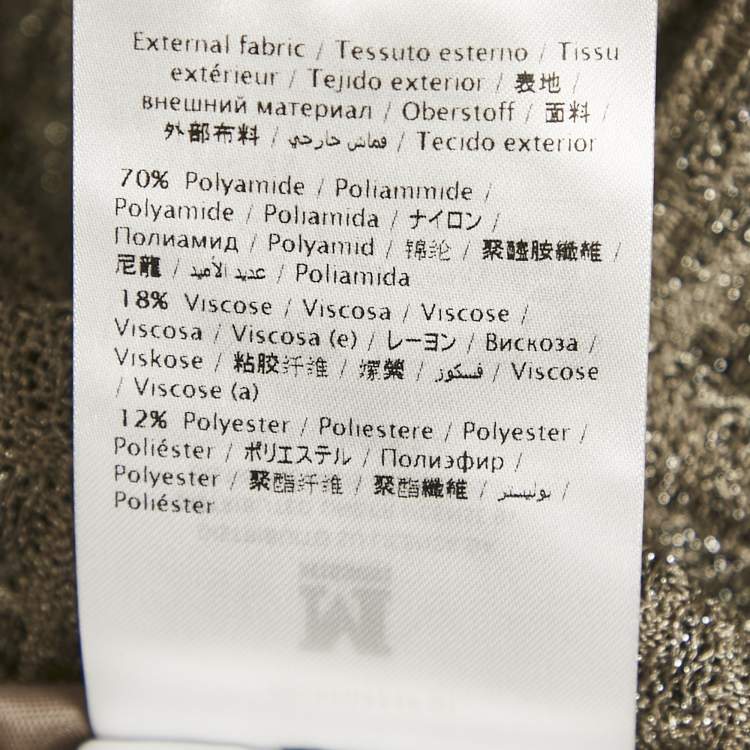 External fabric / Tessuto esterno / Tissu
extérieur / Tejido exterior / 表地 /
внешний материал / Oberstoff / 面料 /
外部布料 / قماش خارجي / Tecido exterior
70% Polyamide / Poliammide /
Polyamide / Poliamida / ナイロン /
Полиамид / Polyamid / 锦纶 / 聚醯胺纖維 /
尼龍 / عديد الأميد / Poliamida
18% Viscose / Viscosa / Viscose /
Viscosa / Viscosa (e) / レーヨン / Вискоза /
Viskose / 粘胶纤维 / 嫘縈 / فسكوز / Viscose
/ Viscose (a)
12% Polyester / Poliestere / Polyester /
Poliéster / ポリエステル / Полиэфир /
Polyester / 聚酯纤维 / 聚酯纖維 / بوليستر /
Poliéster